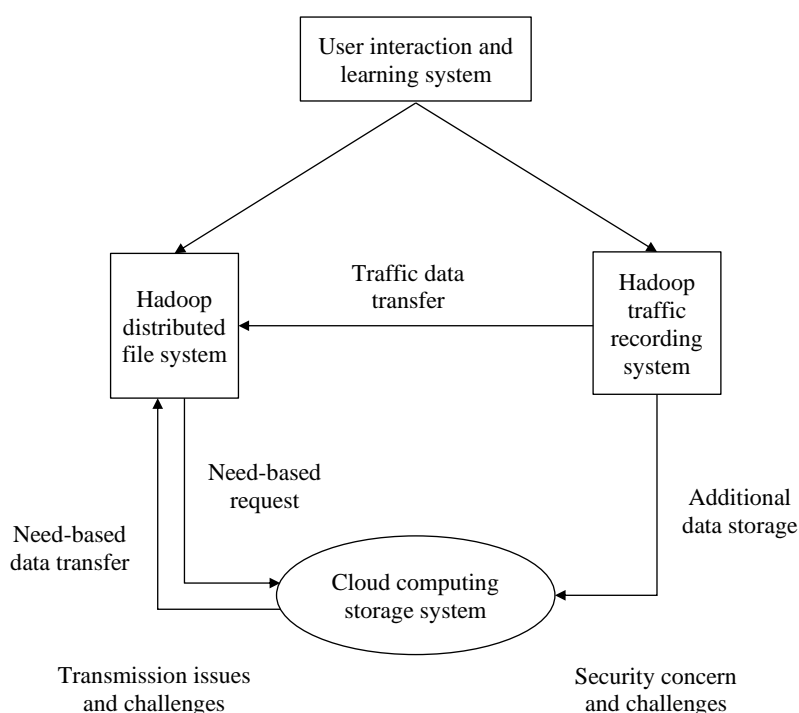 User interaction and
learning system
Traffic data
transfer
Hadoop
distributed
file system
Hadoop
traffic
recording
system
Need-based
request
Additional
data storage
Need-based
data transfer
Cloud computing
storage system
Transmission issues
and challenges
Security concern
and challenges